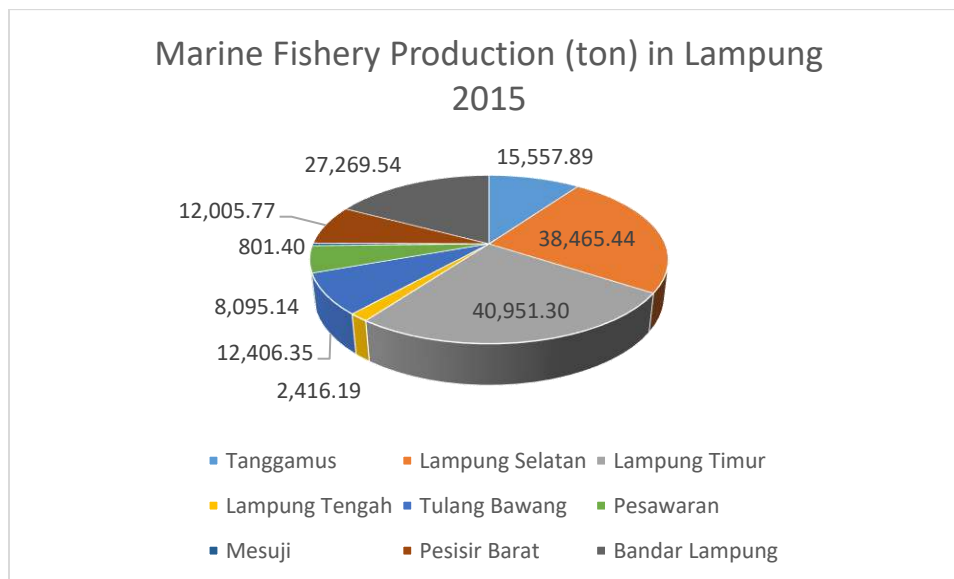 Marine Fishery Production (ton) in Lampung
2015
27,269.54
15,557.89
12,005.77
38,465.44
801.40
8,095.14
40,951.30
12,406.35
2,416.19
Tanggamus
Lampung Selatan
Lampung Timur
Lampung Tengah
Tulang Bawang
Pesawaran
Mesuji
Pesisir Barat
Bandar Lampung